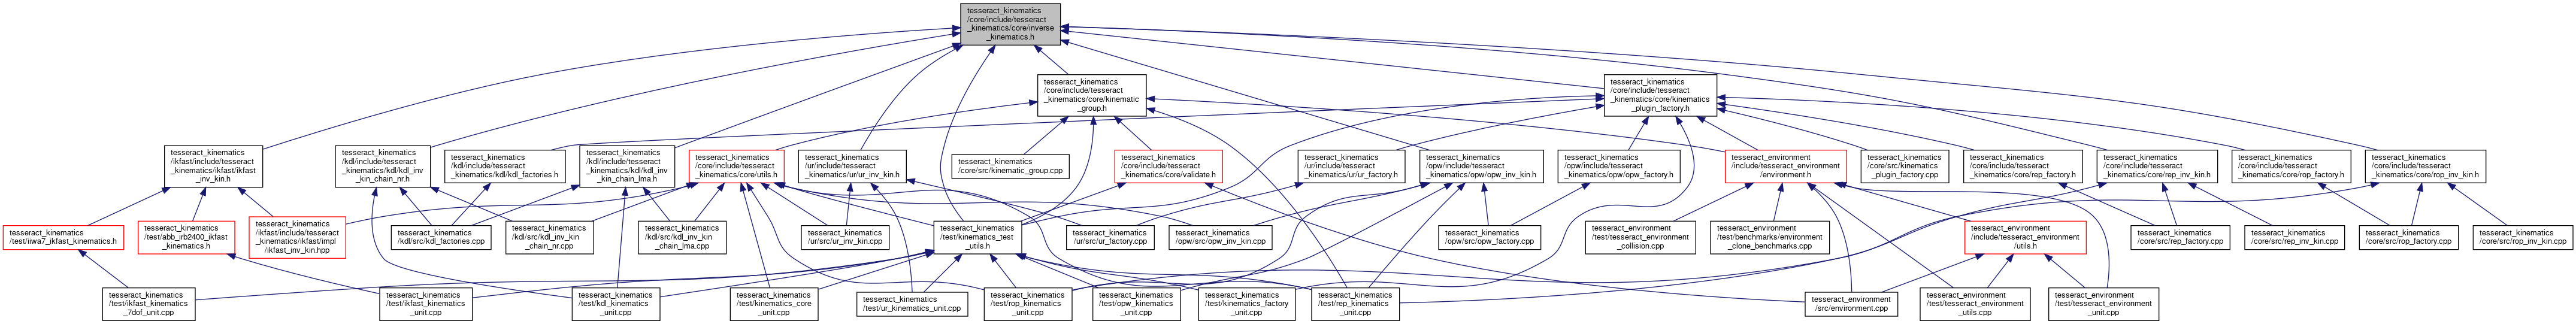 tesseract_kinematics
/core/include/tesseract
_kinematics/core/inverse
_kinematics.h
tesseract_kinematics
/core/include/tesseract
_kinematics/core/kinematic
_group.h
tesseract_kinematics
/core/include/tesseract
_kinematics/core/kinematics
_plugin_factory.h
tesseract_kinematics
/ikfast/include/tesseract
_kinematics/ikfast/ikfast
_inv_kin.h
tesseract_kinematics
/kdl/include/tesseract
_kinematics/kdl/kdl_inv
_kin_chain_nr.h
tesseract_kinematics
/kdl/include/tesseract
_kinematics/kdl/kdl_factories.h
tesseract_kinematics
/kdl/include/tesseract
_kinematics/kdl/kdl_inv
_kin_chain_lma.h
tesseract_kinematics
/core/include/tesseract
_kinematics/core/utils.h
tesseract_kinematics
/ur/include/tesseract
_kinematics/ur/ur_inv_kin.h
tesseract_kinematics
/core/src/kinematic_group.cpp
tesseract_kinematics
/core/include/tesseract
_kinematics/core/validate.h
tesseract_kinematics
/ur/include/tesseract
_kinematics/ur/ur_factory.h
tesseract_kinematics
/opw/include/tesseract
_kinematics/opw/opw_inv_kin.h
tesseract_kinematics
/opw/include/tesseract
_kinematics/opw/opw_factory.h
tesseract_environment
/include/tesseract_environment
/environment.h
tesseract_kinematics
/core/src/kinematics
_plugin_factory.cpp
tesseract_kinematics
/core/include/tesseract
_kinematics/core/rep_factory.h
tesseract_kinematics
/core/include/tesseract
_kinematics/core/rep_inv_kin.h
tesseract_kinematics
/core/include/tesseract
_kinematics/core/rop_factory.h
tesseract_kinematics
/core/include/tesseract
_kinematics/core/rop_inv_kin.h
tesseract_kinematics
/test/iiwa7_ikfast_kinematics.h
tesseract_kinematics
/test/abb_irb2400_ikfast
_kinematics.h
tesseract_kinematics
/ikfast/include/tesseract
_kinematics/ikfast/impl
/ikfast_inv_kin.hpp
tesseract_kinematics
/kdl/src/kdl_factories.cpp
tesseract_kinematics
/kdl/src/kdl_inv_kin
_chain_nr.cpp
tesseract_kinematics
/kdl/src/kdl_inv_kin
_chain_lma.cpp
tesseract_kinematics
/ur/src/ur_inv_kin.cpp
tesseract_kinematics
/test/kinematics_test
_utils.h
tesseract_kinematics
/ur/src/ur_factory.cpp
tesseract_kinematics
/opw/src/opw_inv_kin.cpp
tesseract_kinematics
/opw/src/opw_factory.cpp
tesseract_environment
/test/tesseract_environment
_collision.cpp
tesseract_environment
/test/benchmarks/environment
_clone_benchmarks.cpp
tesseract_environment
/include/tesseract_environment
/utils.h
tesseract_kinematics
/core/src/rep_factory.cpp
tesseract_kinematics
/core/src/rep_inv_kin.cpp
tesseract_kinematics
/core/src/rop_factory.cpp
tesseract_kinematics
/core/src/rop_inv_kin.cpp
tesseract_kinematics
/test/ikfast_kinematics
_7dof_unit.cpp
tesseract_kinematics
/test/ikfast_kinematics
_unit.cpp
tesseract_kinematics
/test/kdl_kinematics
_unit.cpp
tesseract_kinematics
/test/kinematics_core
_unit.cpp
tesseract_kinematics
/test/ur_kinematics_unit.cpp
tesseract_kinematics
/test/rop_kinematics
_unit.cpp
tesseract_kinematics
/test/opw_kinematics
_unit.cpp
tesseract_kinematics
/test/kinematics_factory
_unit.cpp
tesseract_kinematics
/test/rep_kinematics
_unit.cpp
tesseract_environment
/src/environment.cpp
tesseract_environment
/test/tesseract_environment
_utils.cpp
tesseract_environment
/test/tesseract_environment
_unit.cpp